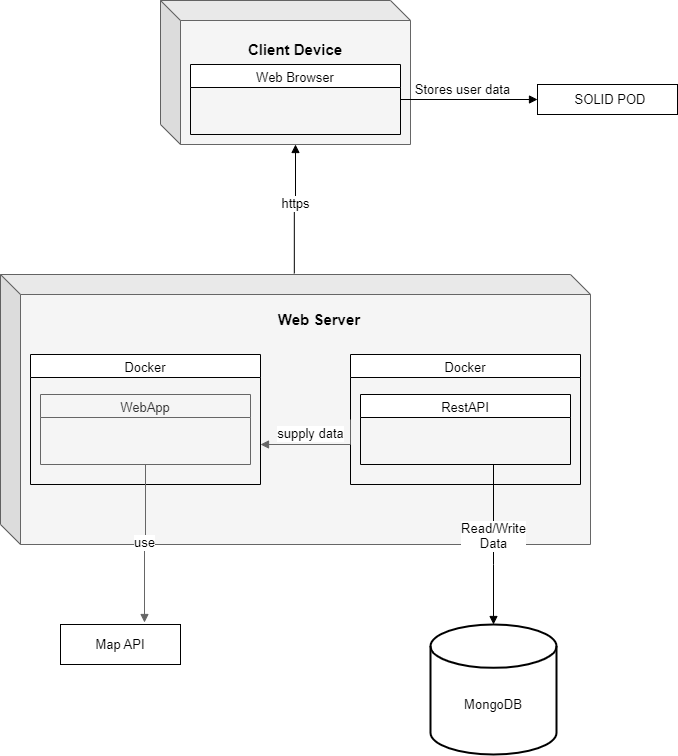 Client Device
Web Browser
Stores user data
SOLID POD
https
Web Server
Docker
Docker
WebApp
RestAPI
supply data
use
Read/Write
Data
Map API
MongoDB